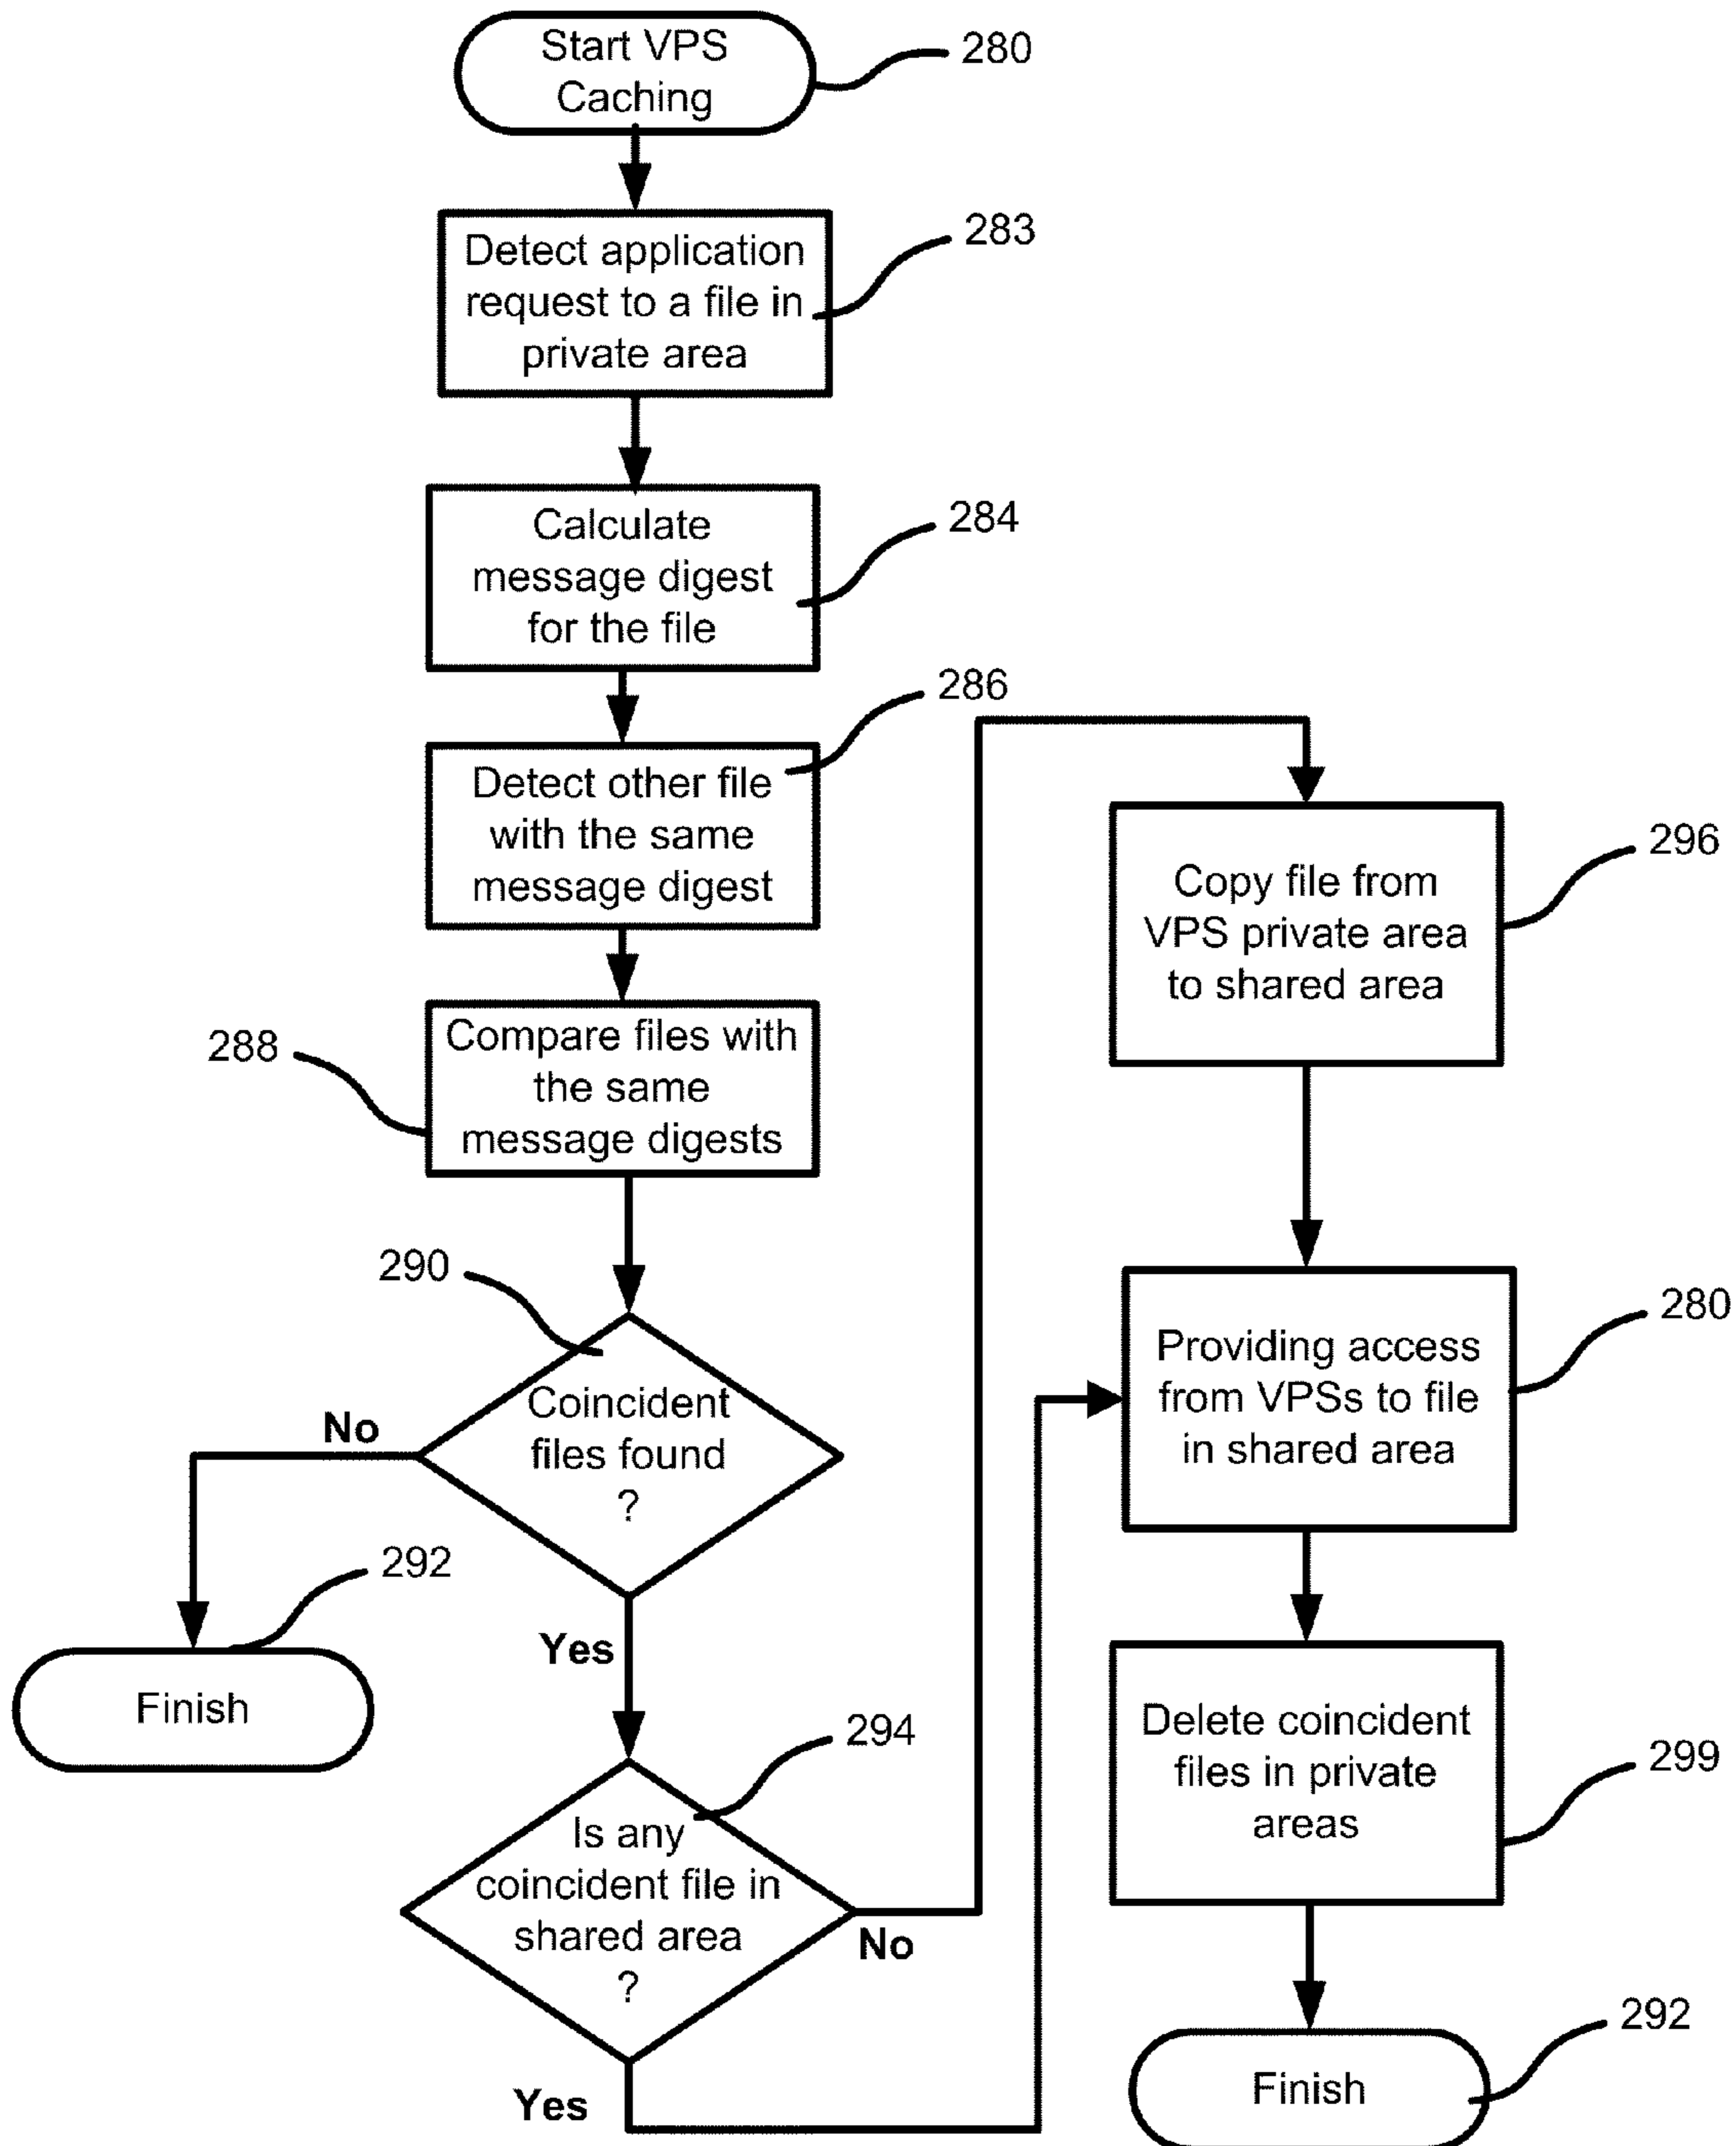 Start VPS
Caching
280
Detect application
request to a file in
private area
283
Calculate
message digest
for the file
284
Detect other file
with the same
message digest
286
Compare files with
the same
message digests
288
290
Coincident
files found
?
No
292
Finish
Yes
294
Is any
coincident file in
shared area
?
No
Yes
Copy file from
VPS private area
to shared area
296
Providing access
from VPSs to file
in shared area
280
Delete coincident
files in private
areas
299
292
Finish